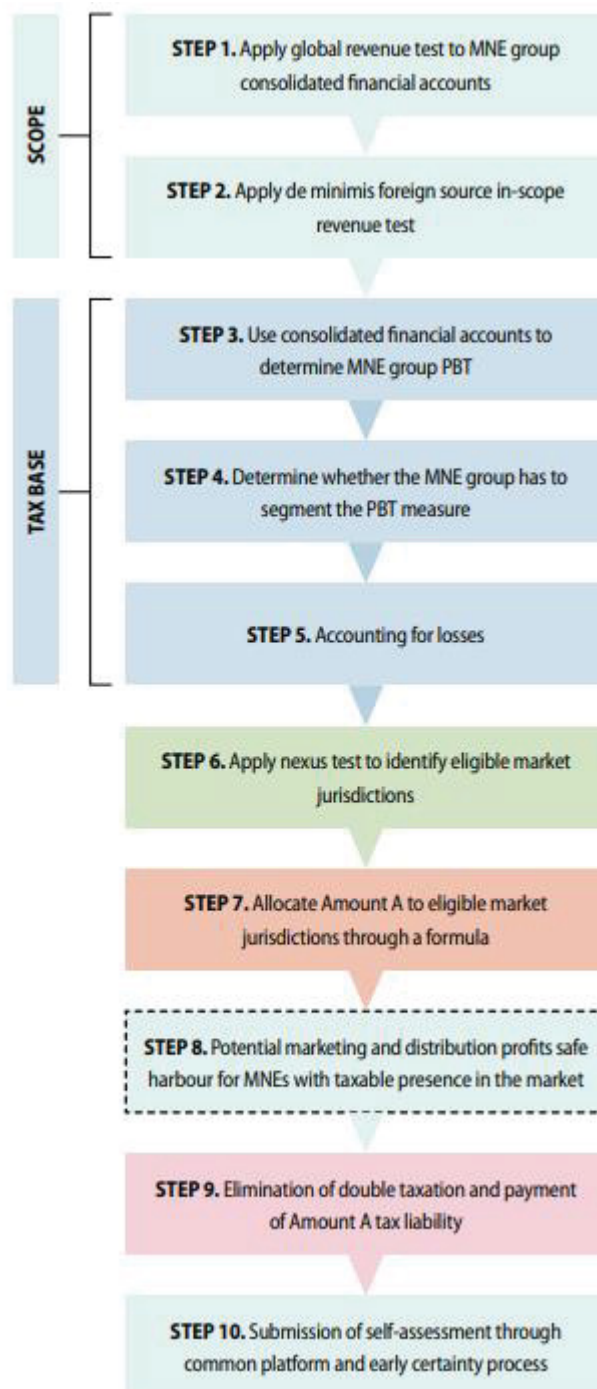 SCOPE
STEP 1. Apply global revenue test to MNE group
consolidated financial accounts
STEP 2. Apply de minimis foreign source in-scope
revenue test
TAX BASE
STEP 3. Use consolidated financial accounts to
determine MNE group PBT
STEP 4. Determine whether the MNE group has to
segment the PBT measure
STEP 5. Accounting for losses
STEP 6. Apply nexus test to identify eligible market
jurisdictions
STEP 7. Allocate Amount A to eligible market
jurisdictions through a formula
STEP 8. Potential marketing and distribution profits safe
harbour for MNEs with taxable presence in the market
STEP 9. Elimination of double taxation and payment
of Amount A tax liability
STEP 10. Submission of self-assessment through
common platform and early certainty process